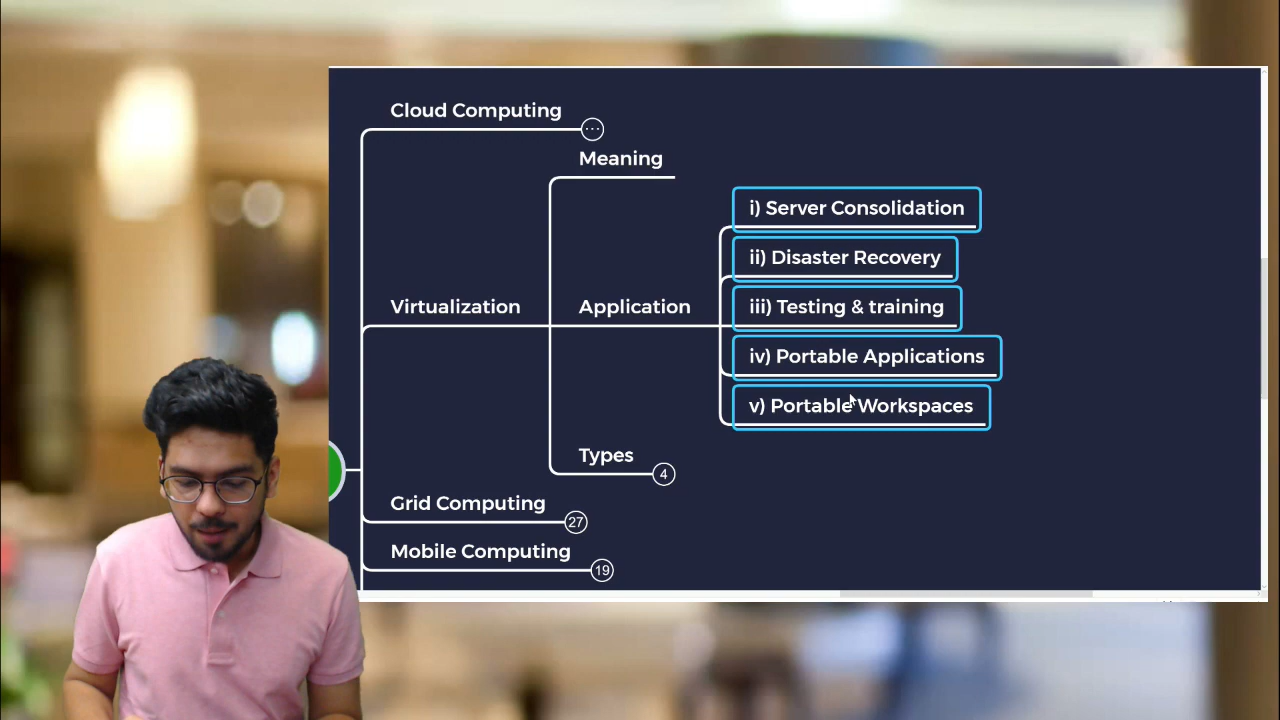 Cloud Computing
...
Meaning
i) Server Consolidation
ii) Disaster Recovery
Virtualization
Application
iii) Testing & training
iv) Portable Applications
v) Portable Workspaces
Types
4
Grid Computing
27
Mobile Computing
19